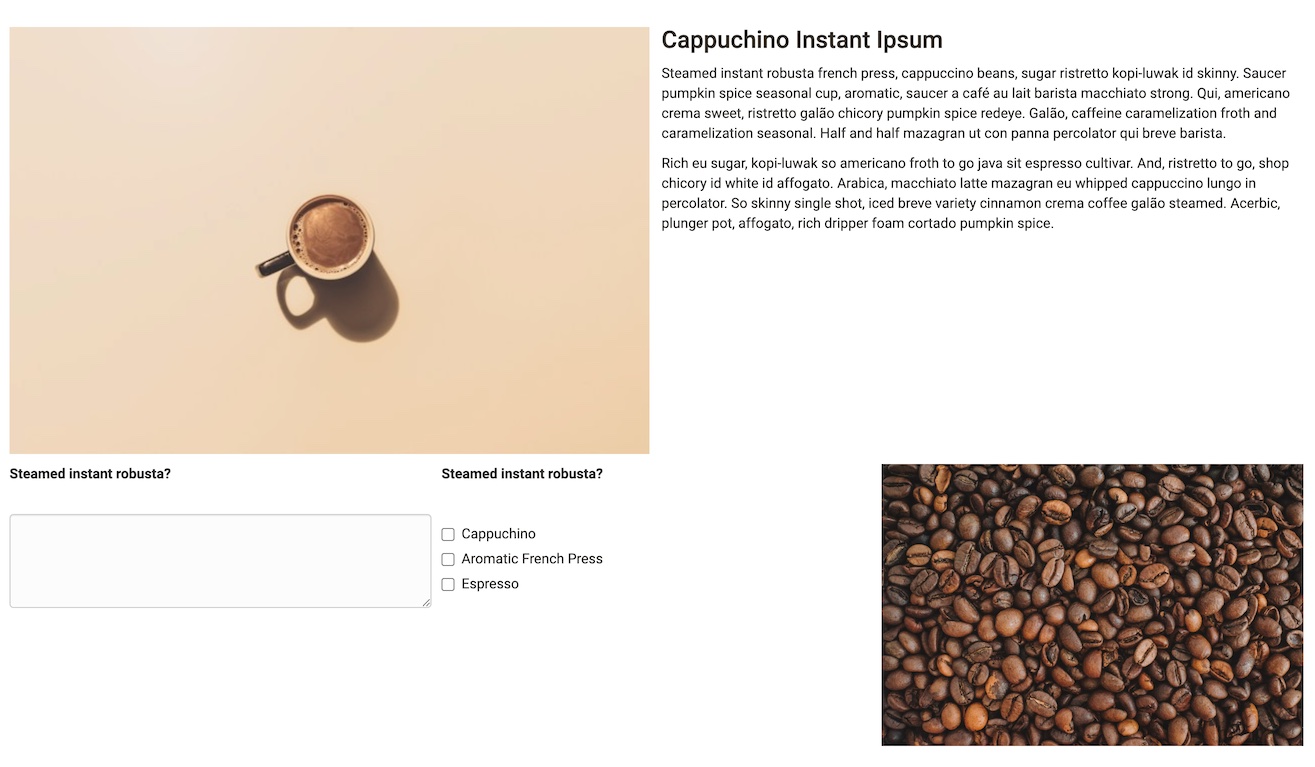 Cappuchino Instant Ipsum
Steamed instant robusta french press, cappuccino beans, sugar ristretto kopi-luwak id skinny. Saucer
pumpkin spice seasonal cup, aromatic, saucer a café au lait barista macchiato strong. Qui, americano
crema sweet, ristretto galão chicory pumpkin spice redeye. Galão, caffeine caramelization froth and
caramelization seasonal. Half and half mazagran ut con panna percolator qui breve barista.
Rich eu sugar, kopi-luwak so americano froth to go java sit espresso cultivar. And, ristretto to go, shop
chicory id white id affogato. Arabica, macchiato latte mazagran eu whipped cappuccino lungo in
percolator. So skinny single shot, iced breve variety cinnamon crema coffee galão steamed. Acerbic,
plunger pot, affogato, rich dripper foam cortado pumpkin spice.
Steamed instant robusta?
Steamed instant robusta?
Cappuchino
Aromatic French Press
Espresso